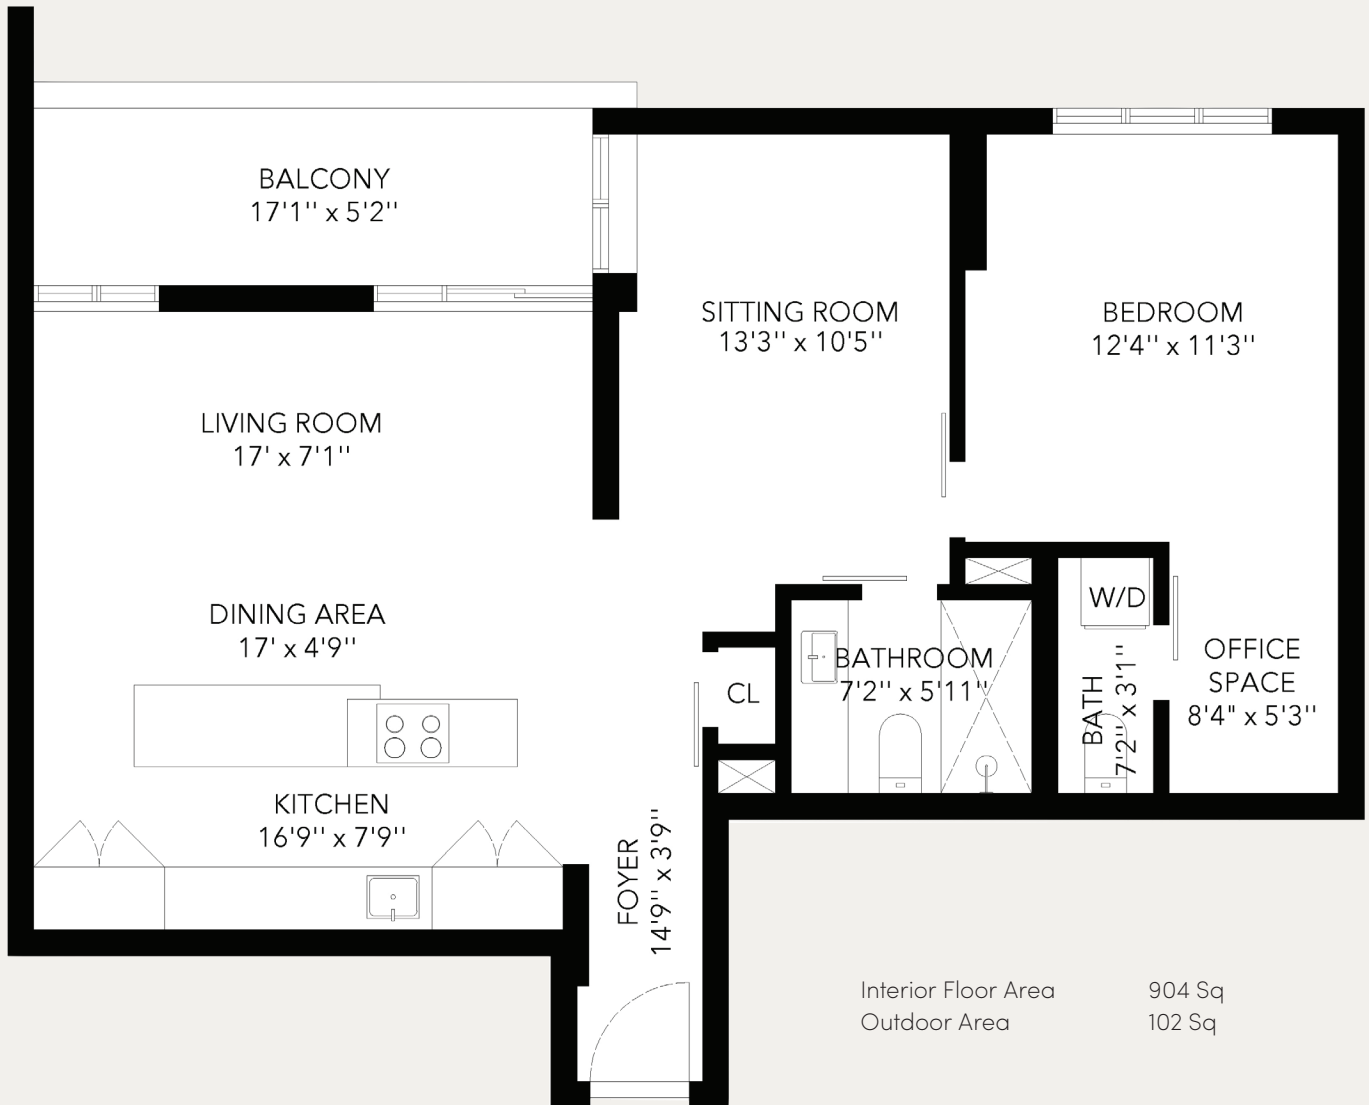 BALCONY
17'1'' x 5'2''
SITTING ROOM
13'3'' x 10'5''
BEDROOM
12'4'' x 11'3''
LIVING ROOM
17' x 7'1''
DINING AREA
17' x 4'9''
W/D
BATHROOM
7'2'' x 5'11''
CL
BATH
7'2'' x 3'1''
OFFICE
SPACE
8'4" x 5'3''
KITCHEN
16'9'' x 7'9''
FOYER
14'9'' x 3'9''
Interior Floor Area 904 Sq
Outdoor Area 102 Sq